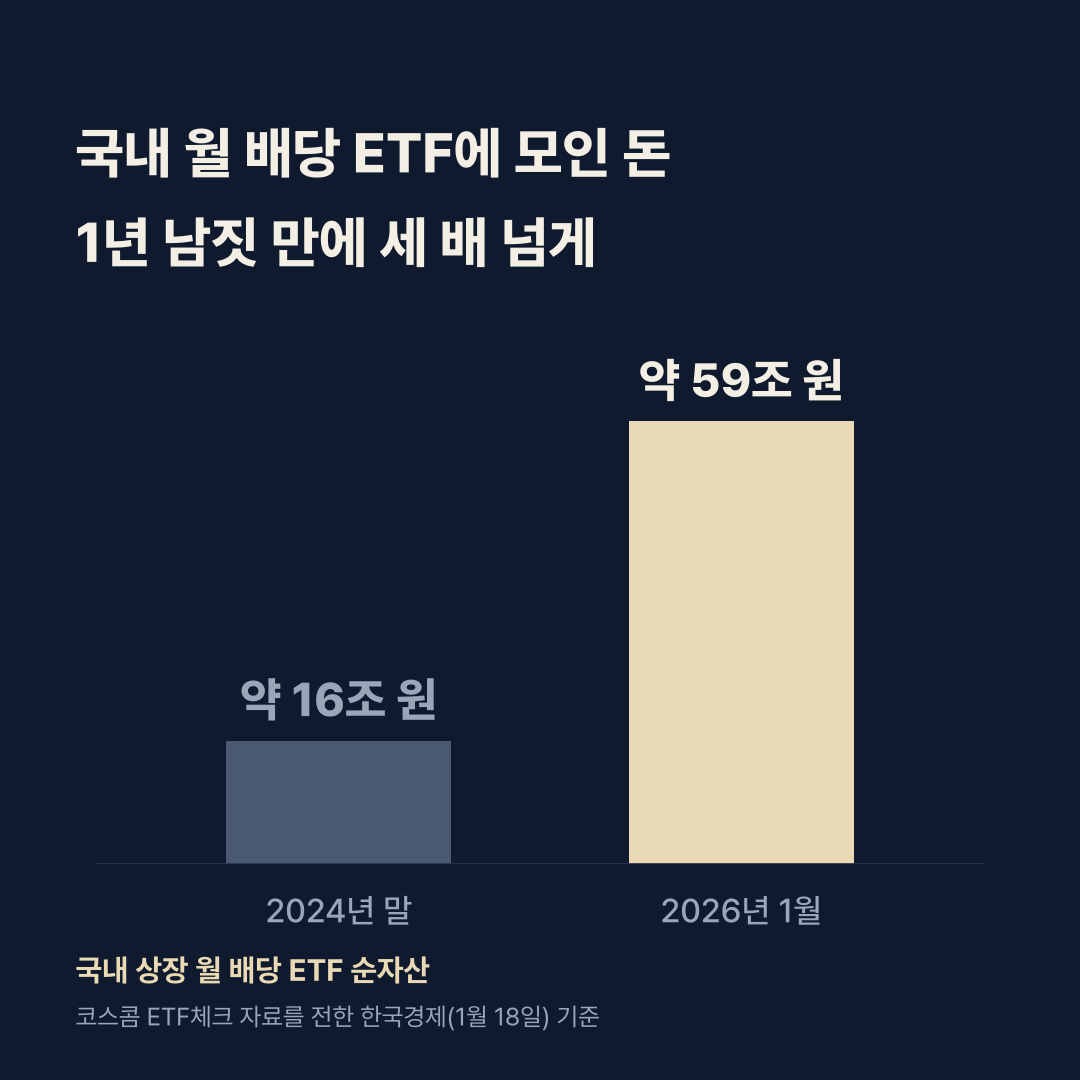 국내 월 배당 ETF에 모인 돈
1년 남짓 만에 세 배 넘게
약 59조 원
약 16조 원
2024년 말
2026년 1월
국내 상장 월 배당 ETF 순자산
코스콤 ETF체크 자료를 전한 한국경제(1월 18일) 기준